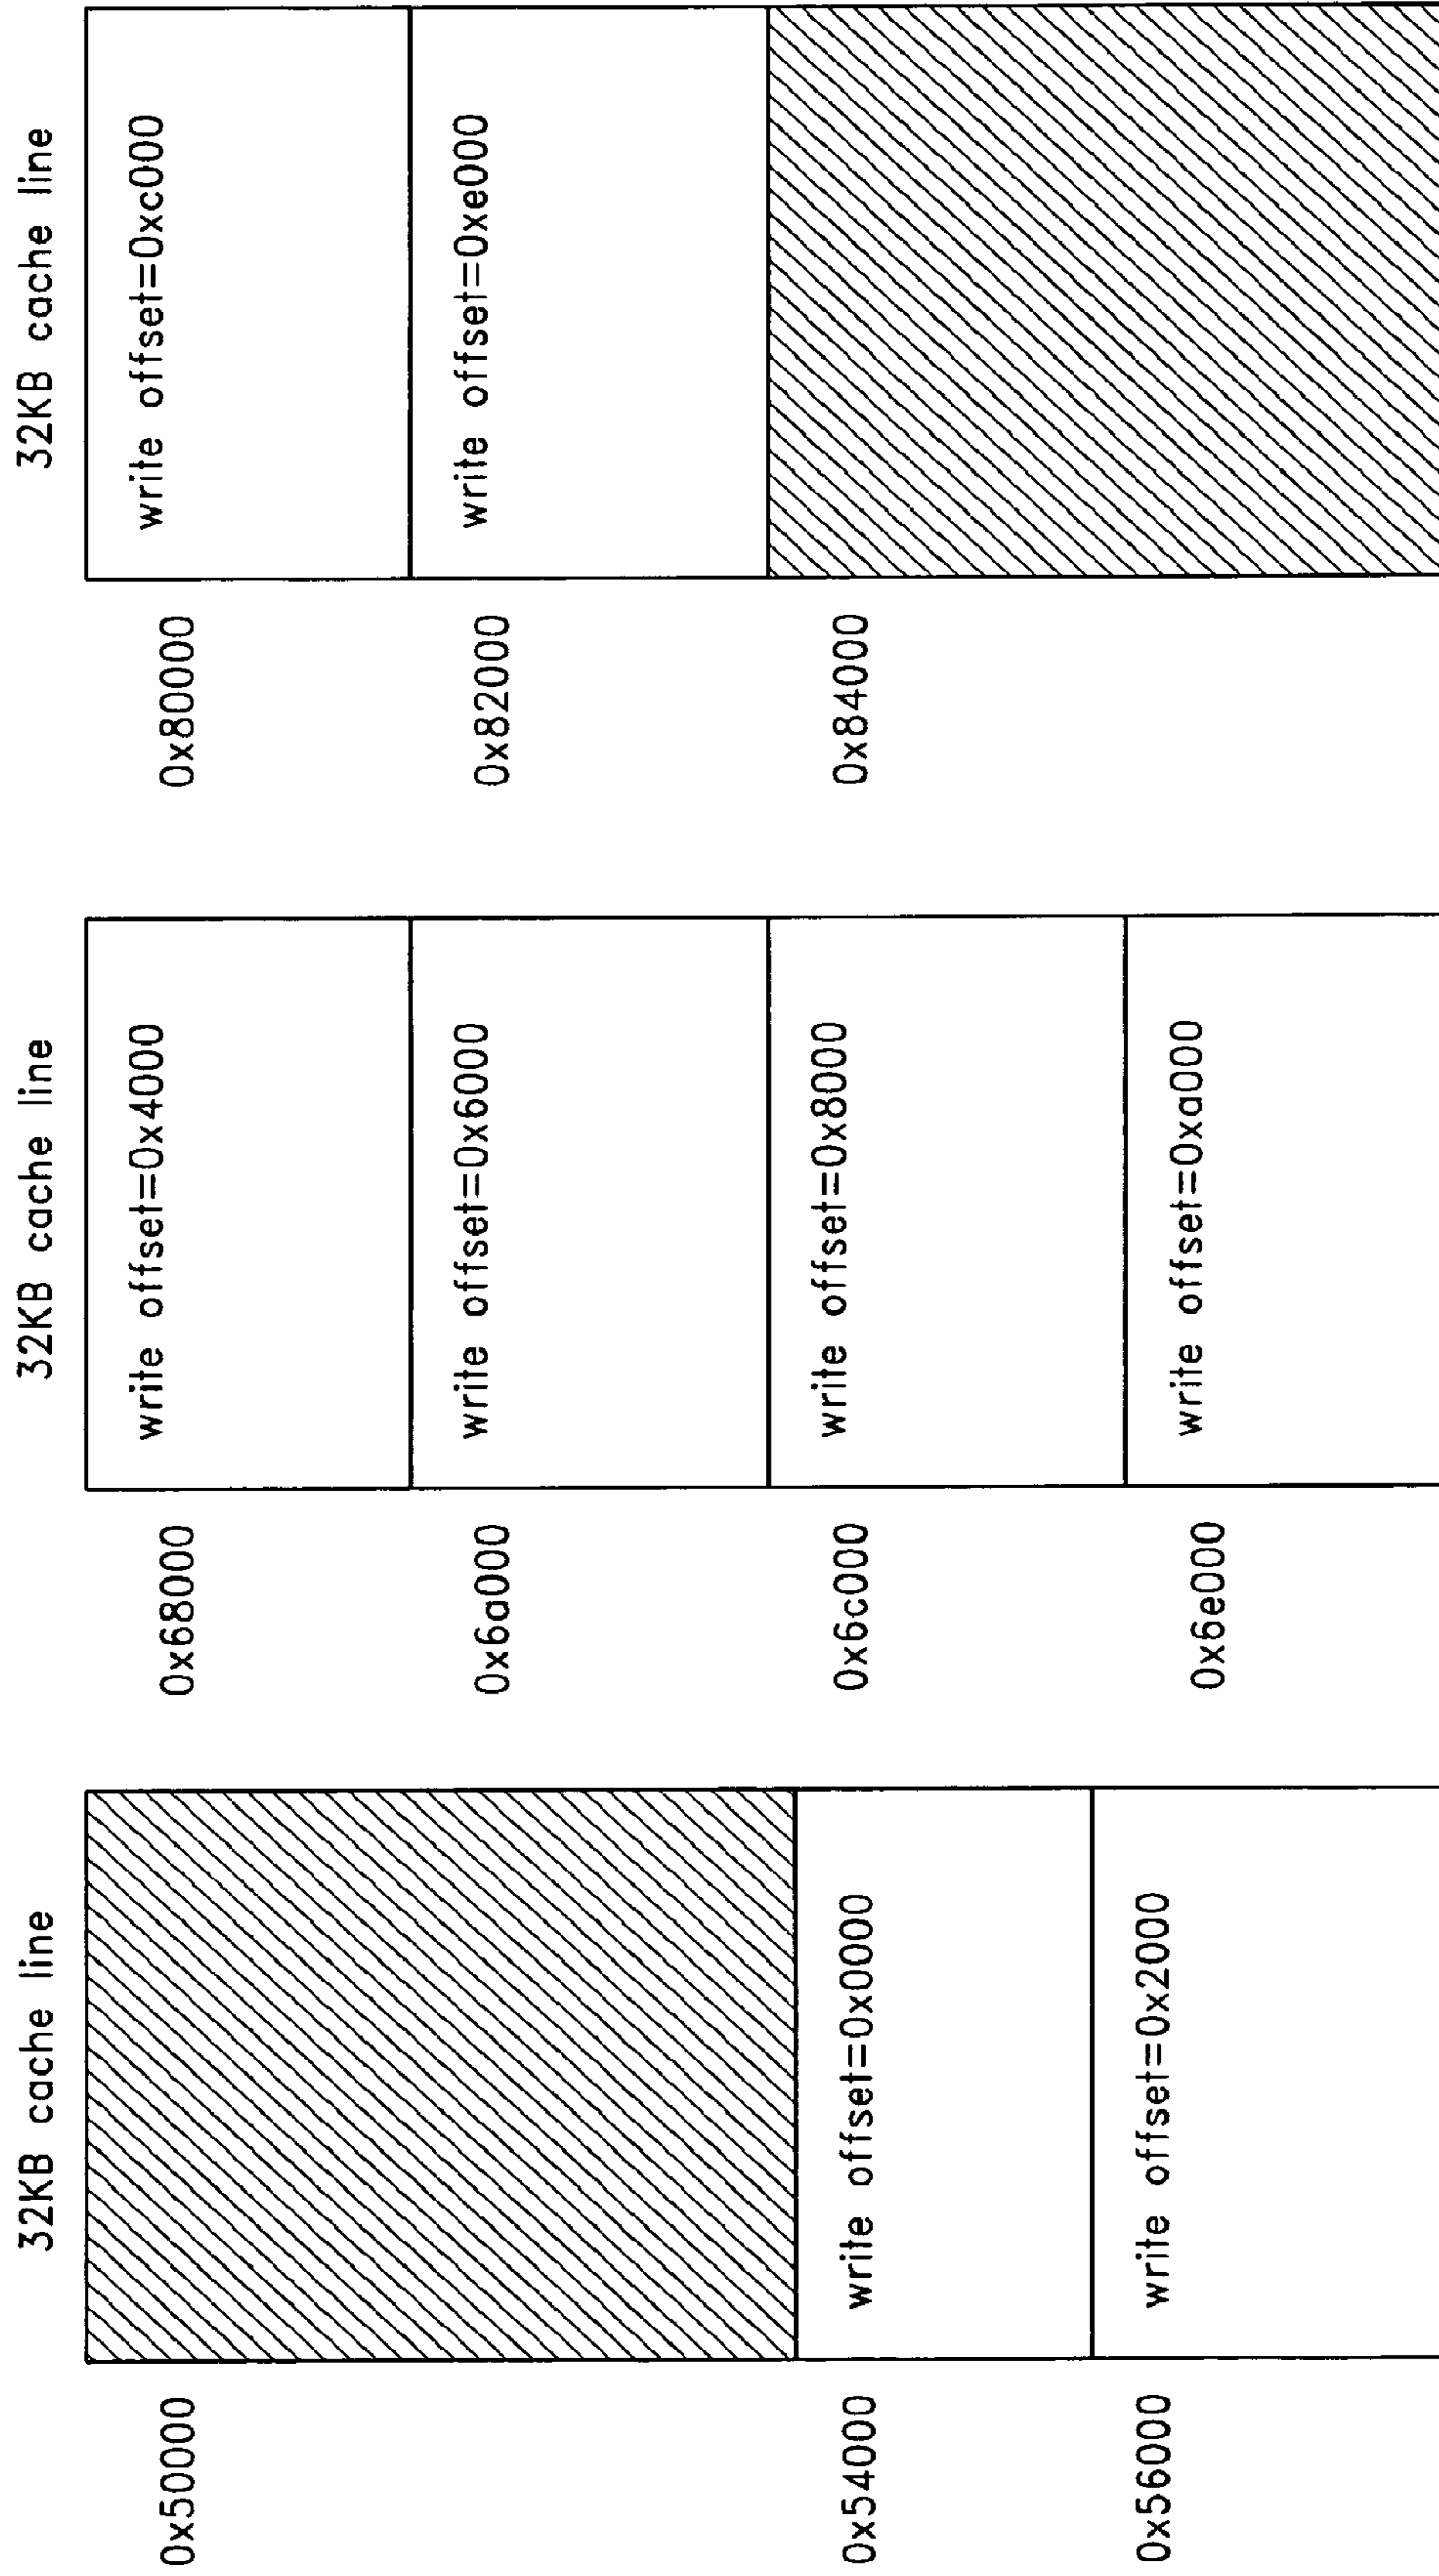 32KB cache line
0x50000
0x54000 write offset=0x0000
0x56000 write offset=0x2000
32KB cache line
0x68000 write offset=0x4000
0x6a000 write offset=0x6000
0x6c000 write offset=0x8000
0x6e000 write offset=0xa000
32KB cache line
0x80000 write offset=0xc000
0x82000 write offset=0xe000
0x84000